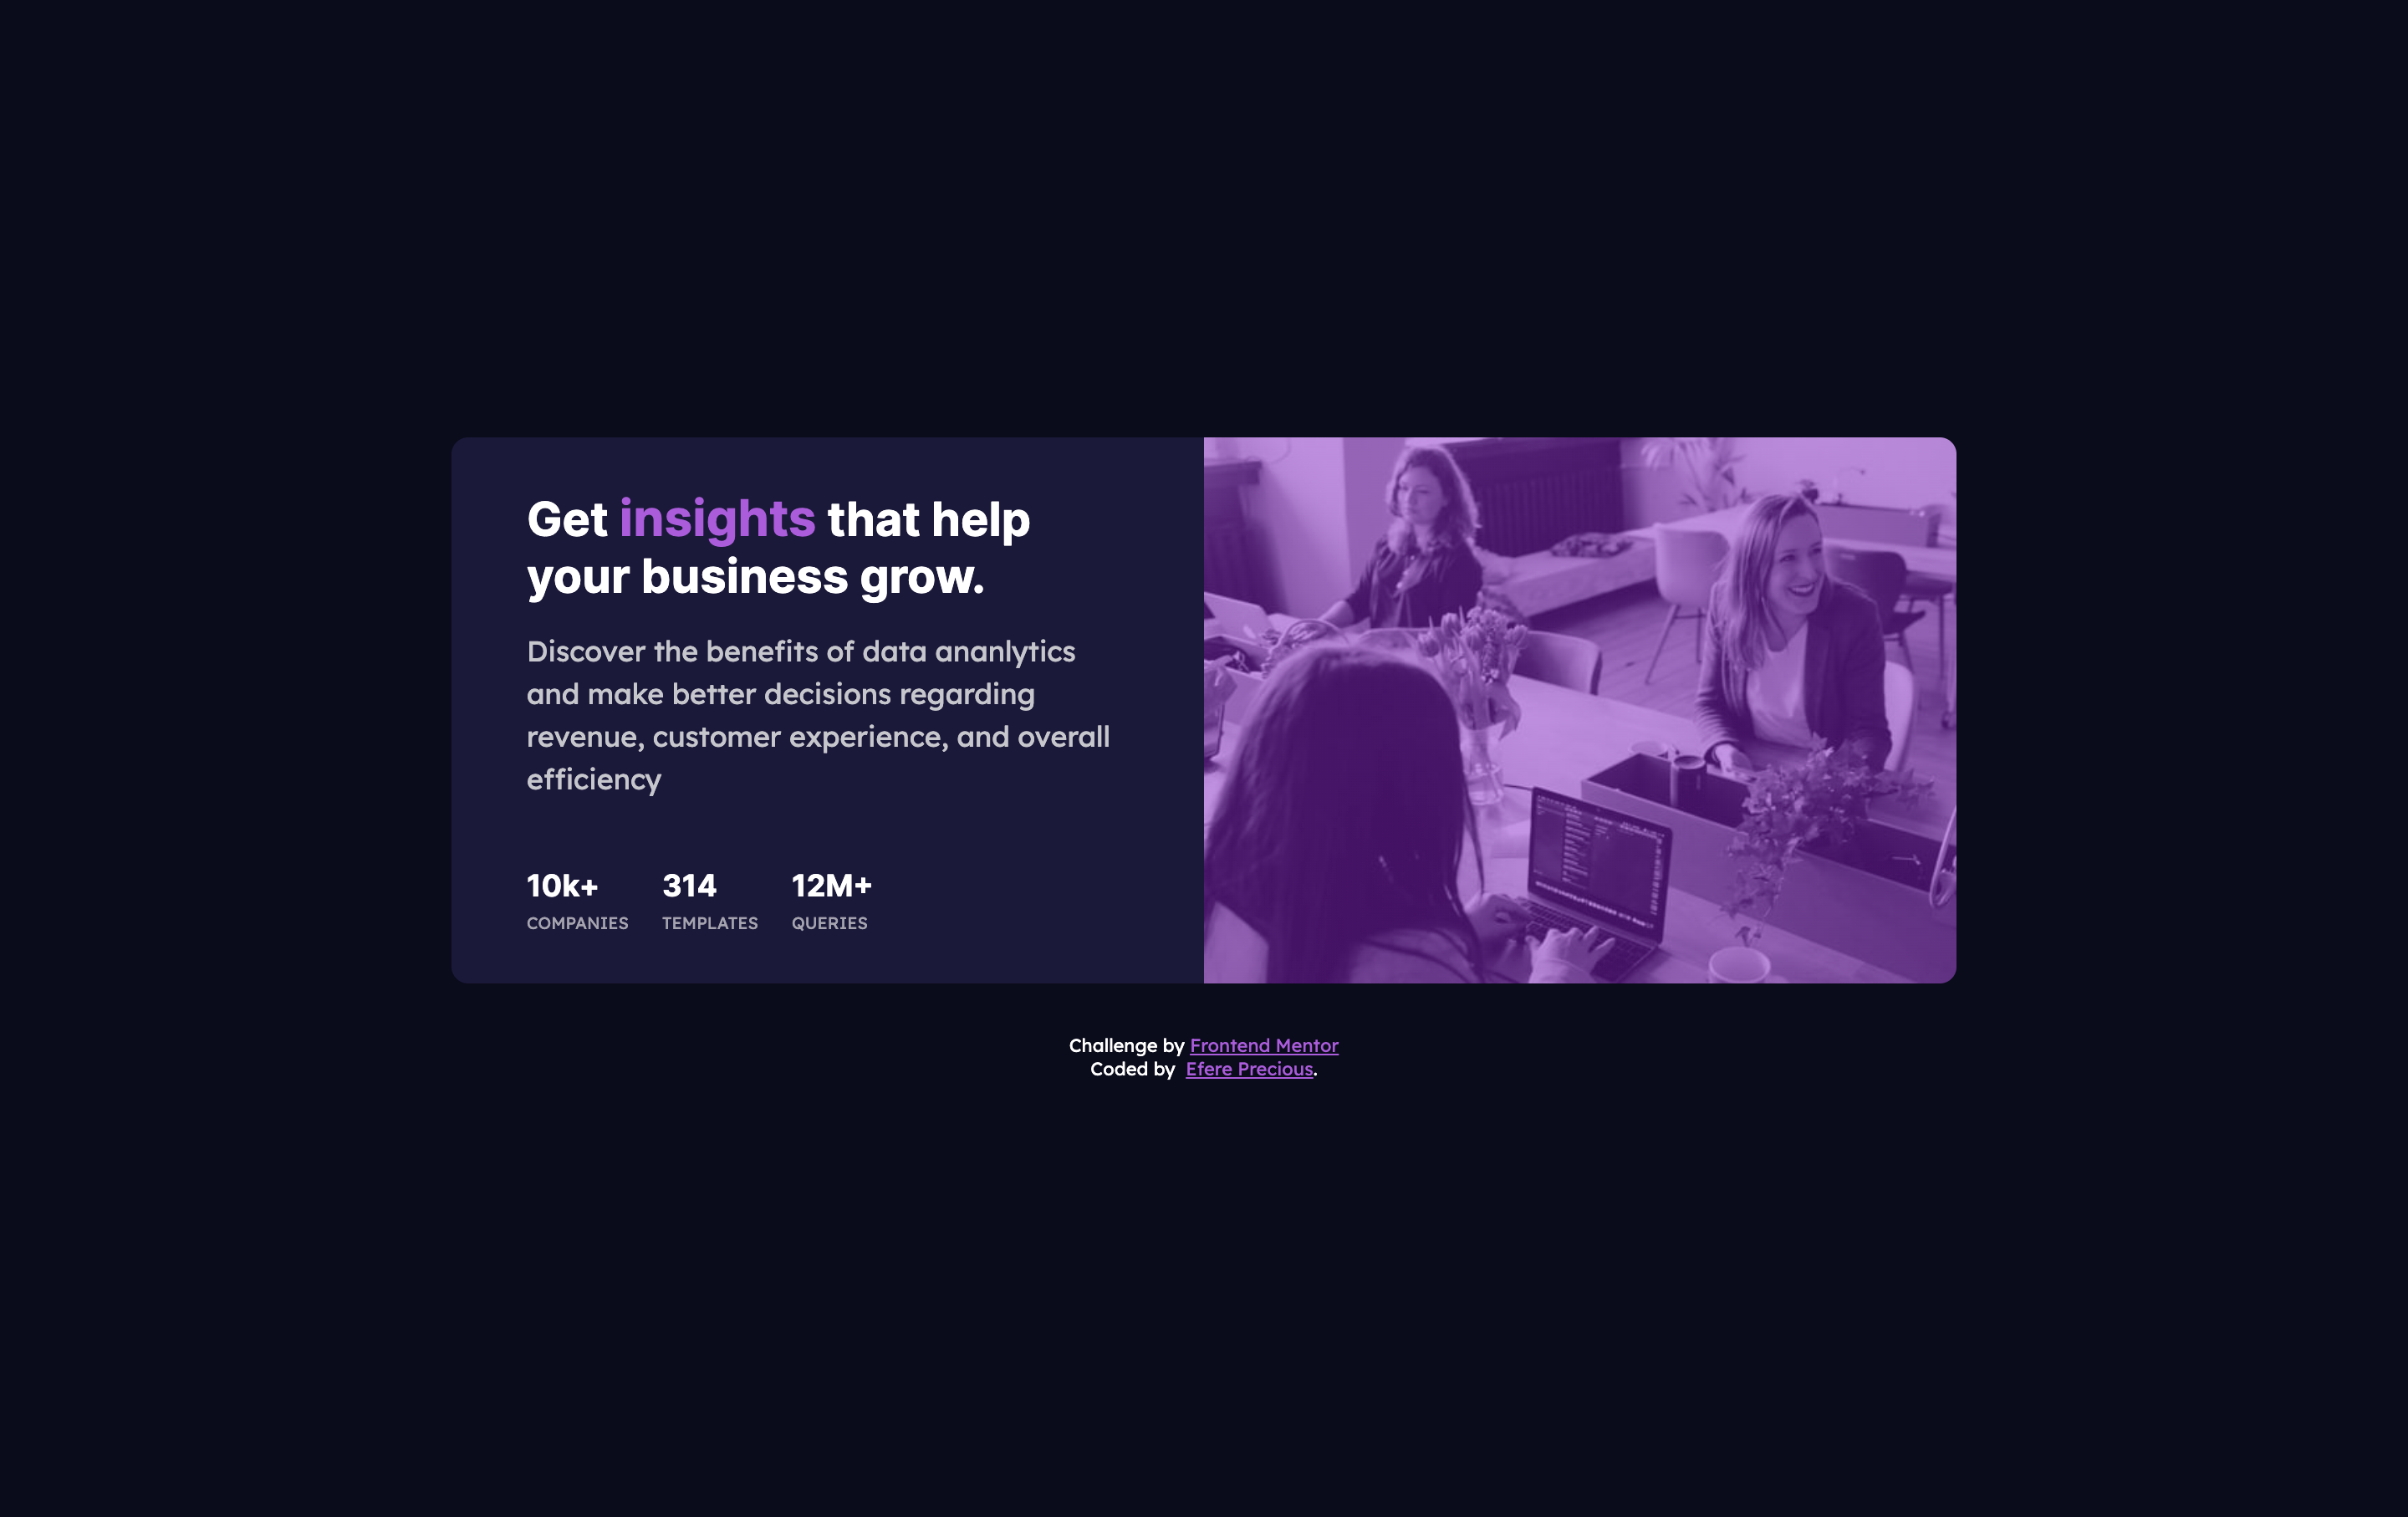 Get insights that help
your business grow.
Discover the benefits of data ananlytics
and make better decisions regarding
revenue, customer experience, and overall
efficiency
10k+ 314 12M+
COMPANIES TEMPLATES QUERIES
Challenge by Frontend Mentor
Coded by Efere Precious.